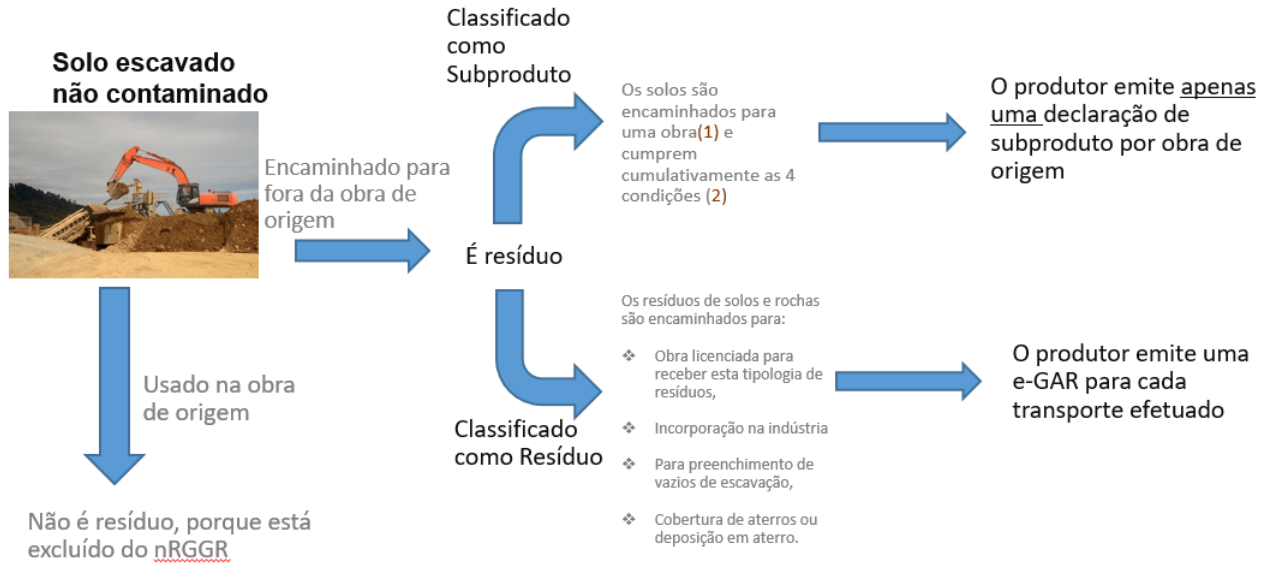 Solo escavado
não contaminado
Encaminhado para
fora da obra de
origem
Usado na obra
de origem
Não é resíduo, porque está
excluído do nRGGR
Classificado
como
Subproduto
É resíduo
Classificado
como Resíduo
Os solos são
encaminhados para
uma obra(1) e
cumprem
cumulativamente as 4
condições (2)
O produtor emite apenas
uma declaração de
subproduto por obra de
origem
Os resíduos de solos e rochas
são encaminhados para:
❖ Obra licenciada para
receber esta tipologia de
resíduos,
❖ Incorporação na indústria
❖ Para preenchimento de
vazios de escavação,
❖ Cobertura de aterros ou
deposição em aterro.
O produtor emite uma
e-GAR para cada
transporte efetuado